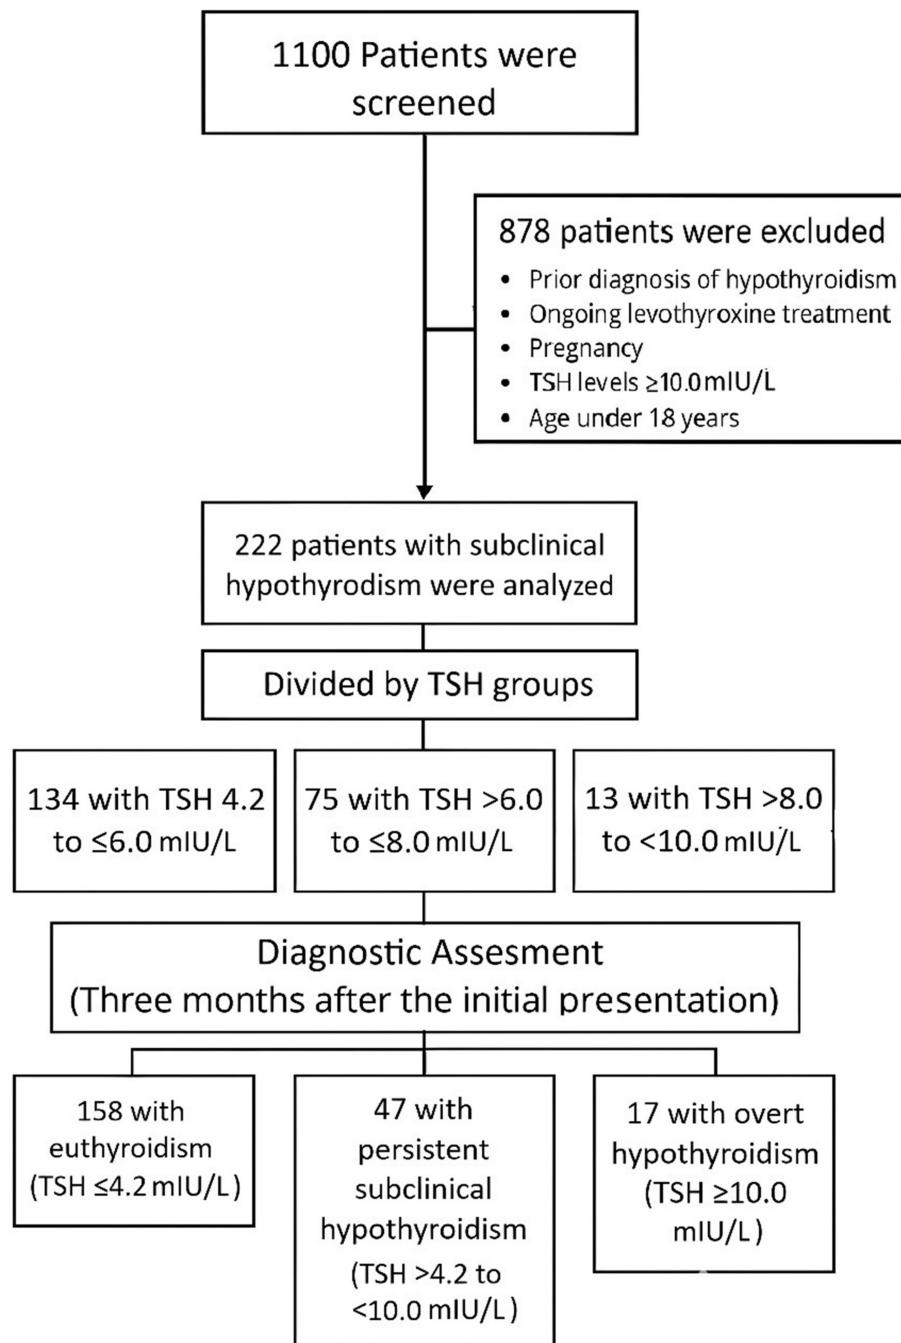 1100 Patients were
screened
878 patients were excluded
• Prior diagnosis of hypothyroidism
• Ongoing levothyroxine treatment
• Pregnancy
• TSH levels ≥10.0 mIU/L
• Age under 18 years
222 patients with subclinical
hypothyrodism were analyzed
Divided by TSH groups
134 with TSH 4.2
to ≤6.0 mIU/L
75 with TSH >6.0
to ≤8.0 mIU/L
13 with TSH >8.0
to <10.0 mIU/L
Diagnostic Assesment
(Three months after the initial presentation)
158 with
euthyroidism
(TSH ≤4.2 mIU/L)
47 with
persistent
subclinical
hypothyroidism
(TSH >4.2 to
<10.0 mIU/L)
17 with overt
hypothyroidism
(TSH ≥10.0
mIU/L)